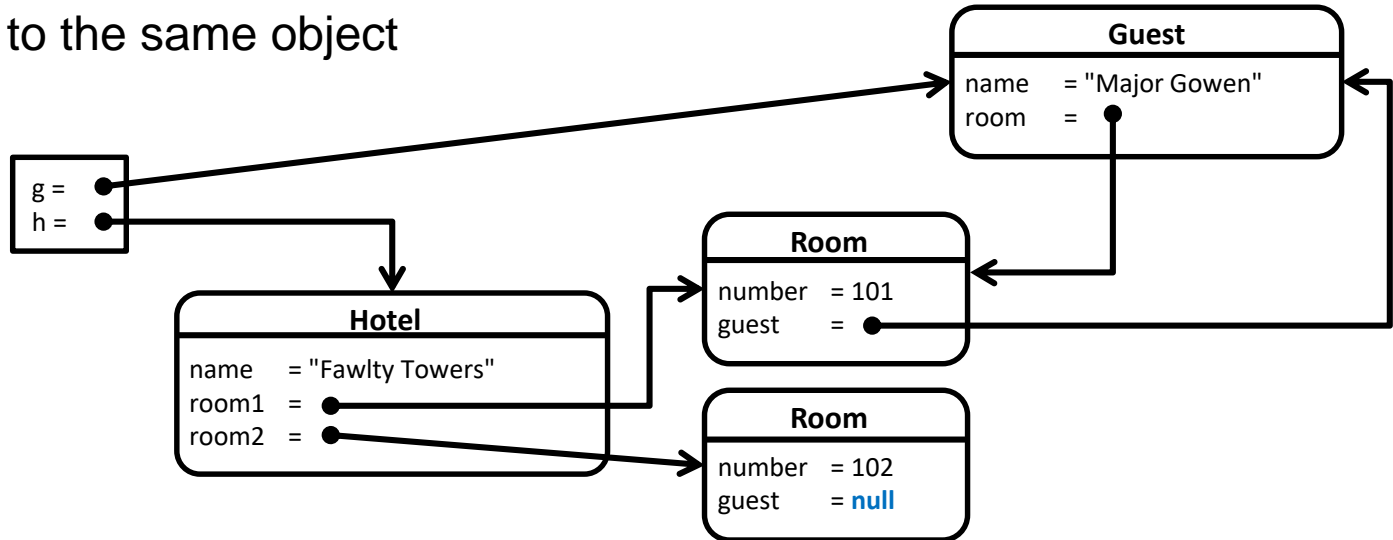 to the same object
Guest
name = "Major Gowen"
room =
g =
h =
Room
number = 101
guest =
Hotel
name = "Fawlty Towers"
room1 =
room2 =
Room
number = 102
guest = null